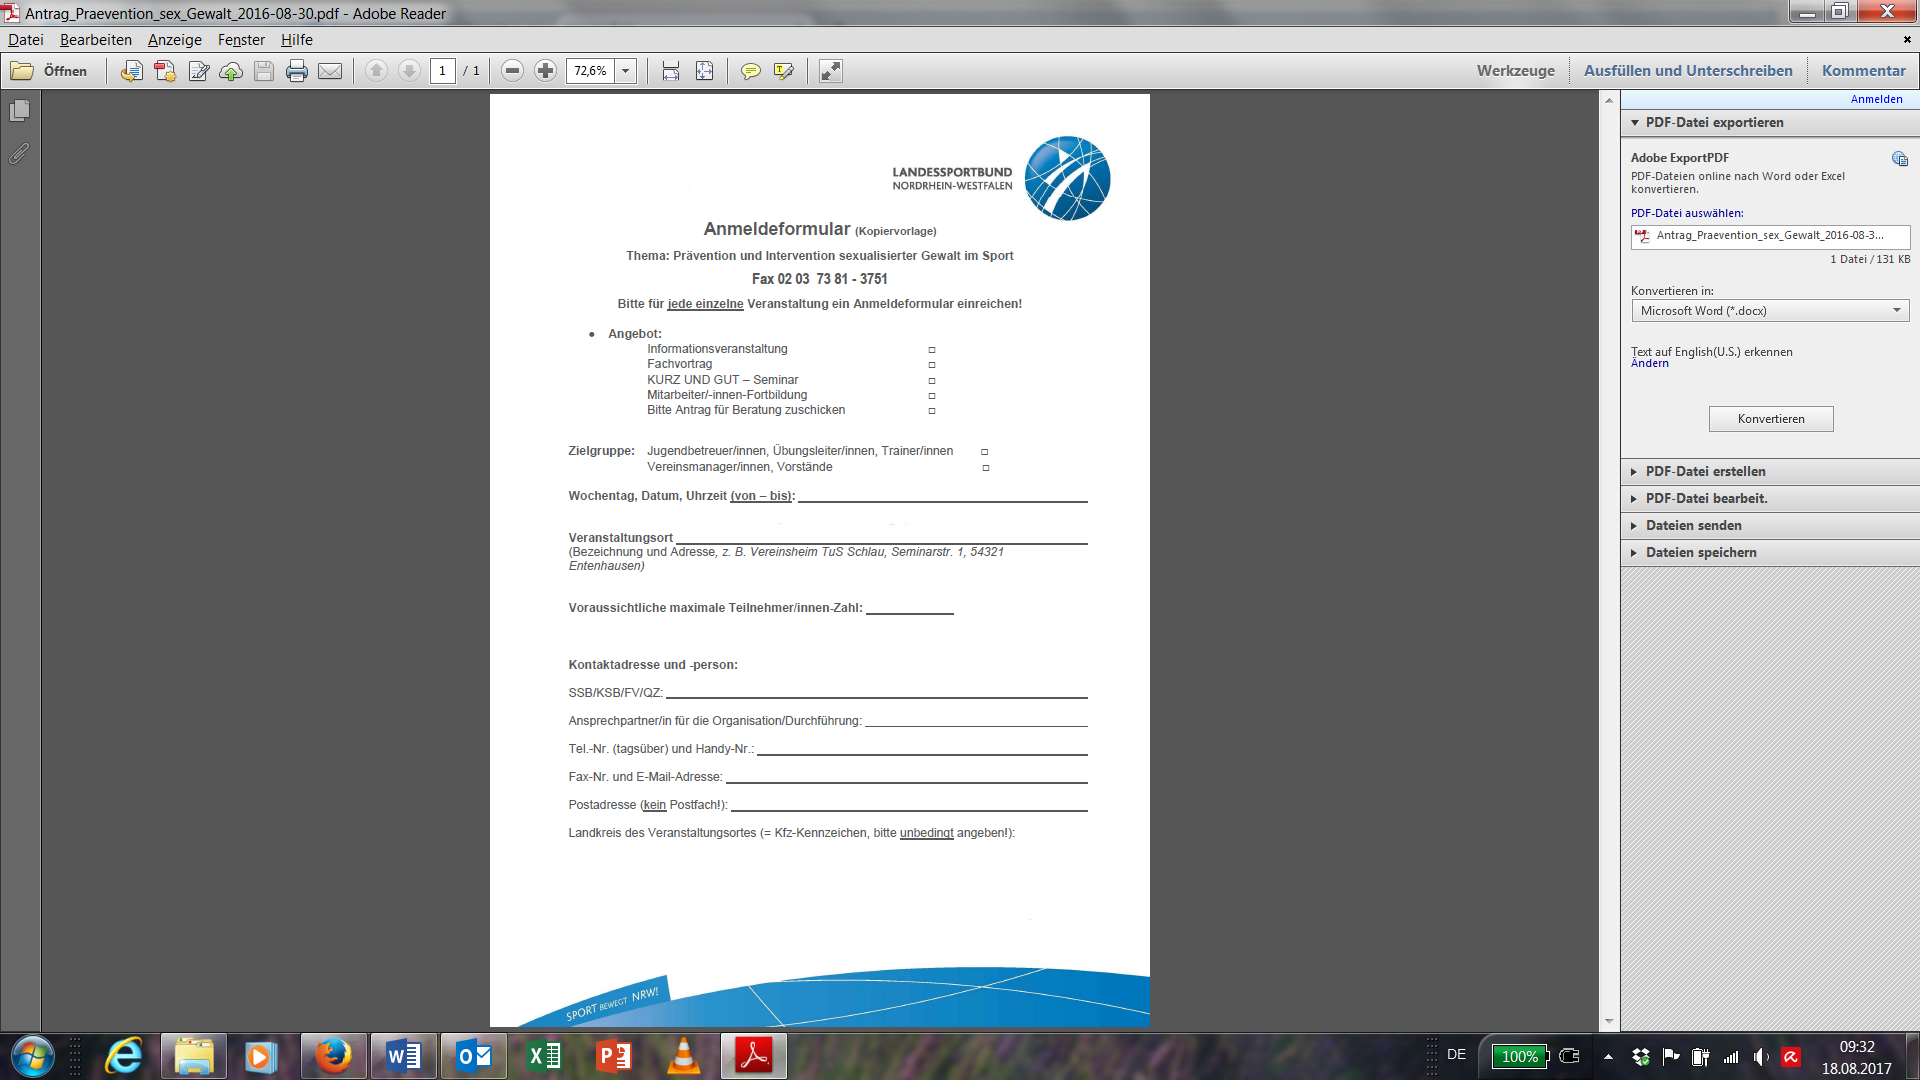 Antrag_Praevention_sex_Gewalt_2016-08-30.pdf - Adobe Reader
Datei Bearbeiten Anzeige Fenster Hilfe
Öffnen 1 / 1 72,6% Werkzeuge Ausfüllen und Unterschreiben Kommentar
LANDESSPORTBUND
NORDRHEIN-WESTFALEN
Anmeldeformular (Kopiervorlage)
Thema: Prävention und Intervention sexualisierter Gewalt im Sport
Fax 02 03 73 81 - 3751
Bitte für jede einzelne Veranstaltung ein Anmeldeformular einreichen!
• Angebot:
Informationsveranstaltung
Fachvortrag
KURZ UND GUT – Seminar
Mitarbeiter/-innen-Fortbildung
Bitte Antrag für Beratung zuschicken
Zielgruppe: Jugendbetreuer/innen, Übungsleiter/innen, Trainer/innen
Vereinsmanager/innen, Vorstände
Wochentag, Datum, Uhrzeit (von – bis):
Veranstaltungsort
(Bezeichnung und Adresse, z. B. Vereinsheim TuS Schlau, Seminarstr. 1, 54321
Entenhausen)
Voraussichtliche maximale Teilnehmer/innen-Zahl:
Kontaktadresse und -person:
SSB/KSB/FV/QZ:
Ansprechpartner/in für die Organisation/Durchführung:
Tel.-Nr. (tagsüber) und Handy-Nr.:
Fax-Nr. und E-Mail-Adresse:
Postadresse (kein Postfach!):
Landkreis des Veranstaltungsortes (= Kfz-Kennzeichen, bitte unbedingt angeben!):
SPORT BEWEGT NRW!
Anmelden
PDF-Datei exportieren
Adobe ExportPDF
PDF-Dateien online nach Word oder Excel
konvertieren.
PDF-Datei auswählen:
Antrag_Praevention_sex_Gewalt_2016-08-3...
1 Datei / 131 KB
Konvertieren in:
Microsoft Word (*.docx)
Text auf English(U.S.) erkennen
Ändern
Konvertieren
PDF-Datei erstellen
PDF-Datei bearbeit.
Dateien senden
Dateien speichern
DE 100% 09:32
18.08.2017